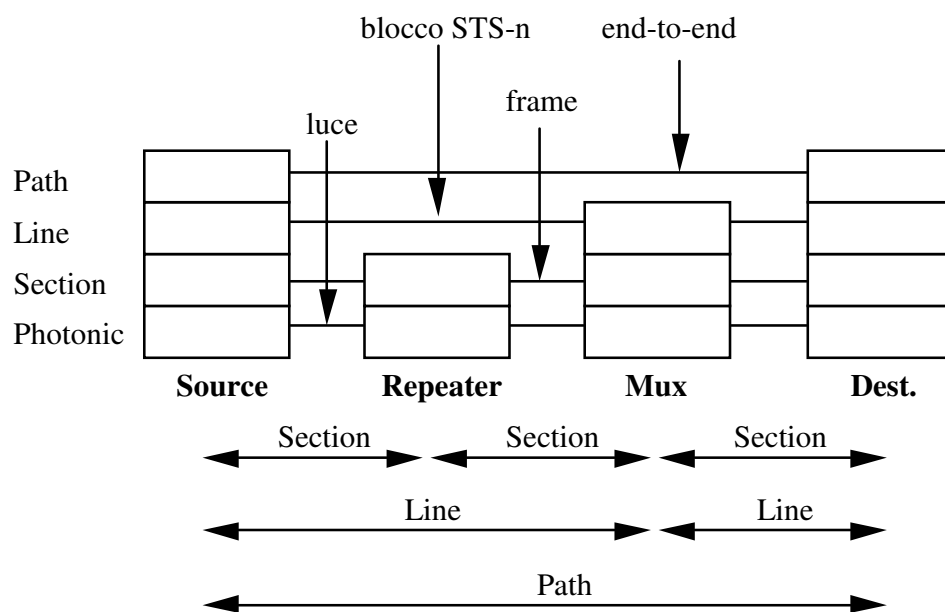 blocco STS-n end-to-end
luce frame
Path
Line
Section
Photonic
Source Repeater Mux Dest.
Section Section Section
Line Line
Path